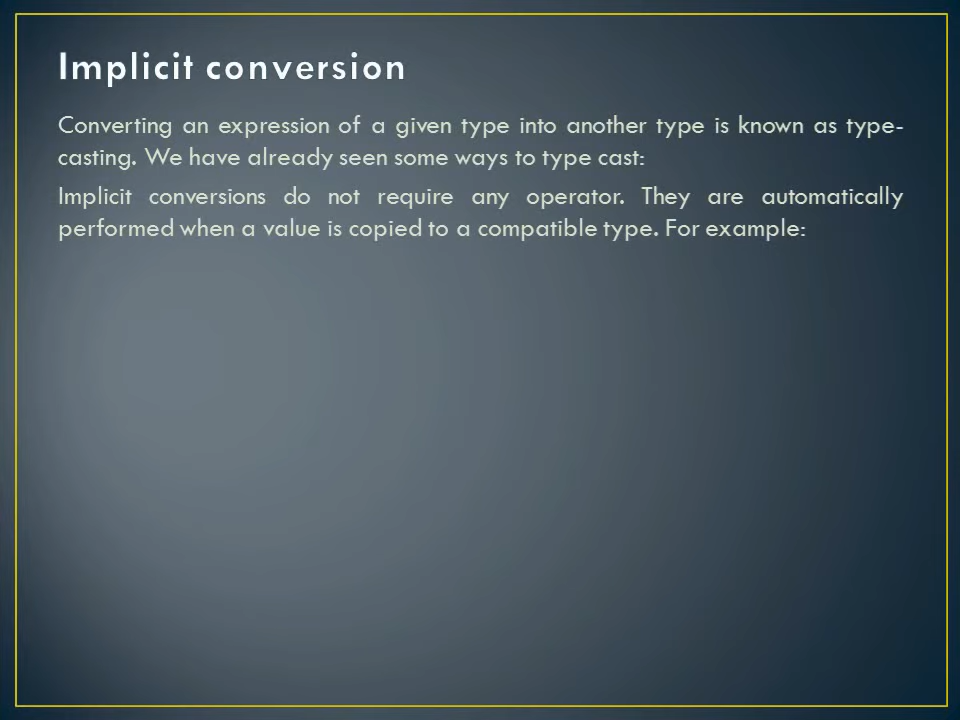 Implicit conversion
Converting an expression of a given type into another type is known as type-
casting. We have already seen some ways to type cast:
Implicit conversions do not require any operator. They are automatically
performed when a value is copied to a compatible type. For example: